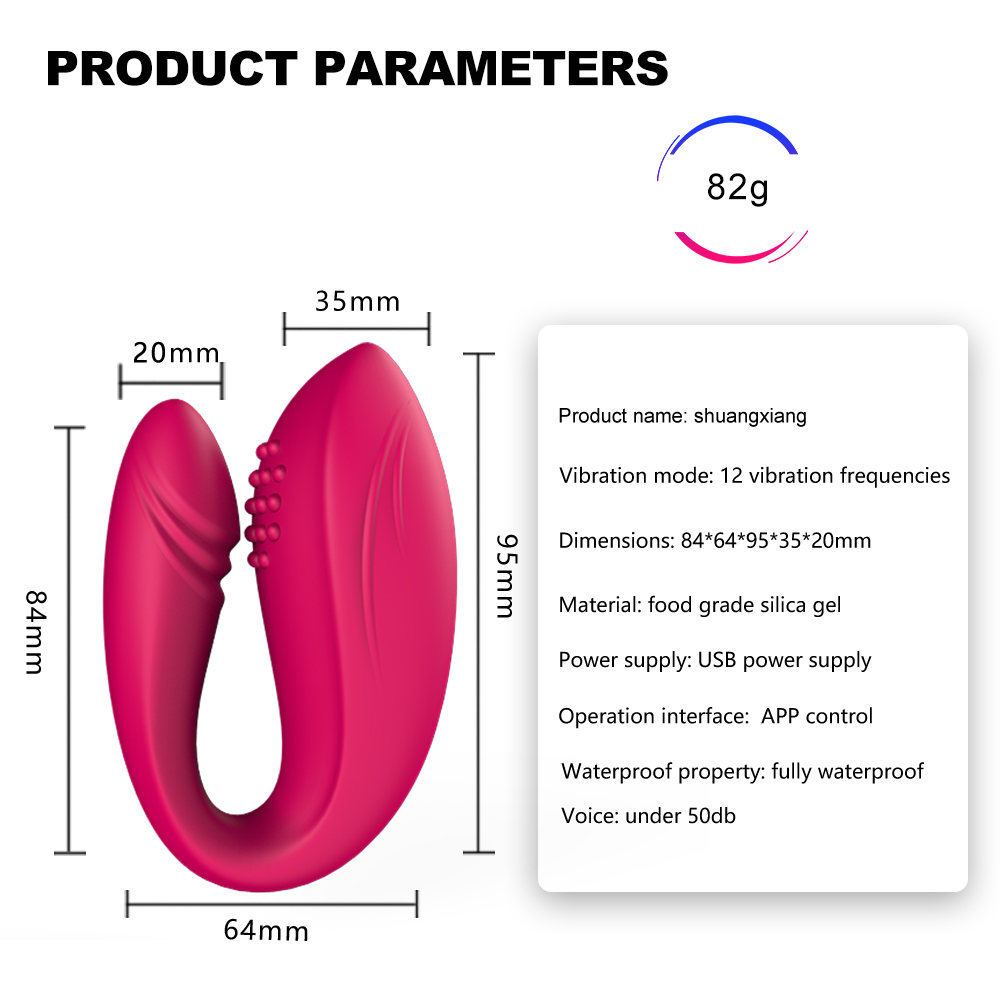 PRODUCT PARAMETERS
82g
35mm
20mm
84mm
95mm
64mm
Product name: shuangxiang
Vibration mode: 12 vibration frequencies
Dimensions: 84*64*95*35*20mm
Material: food grade silica gel
Power supply: USB power supply
Operation interface:  APP control
Waterproof property: fully waterproof
Voice: under 50db